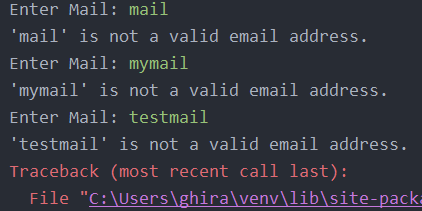 Enter Mail: mail
'mail' is not a valid email address.
Enter Mail: mymail
'mymail' is not a valid email address.
Enter Mail: testmail
'testmail' is not a valid email address.
Traceback (most recent call last):
File "C:\Users\ghira\venv\lib\site-packa